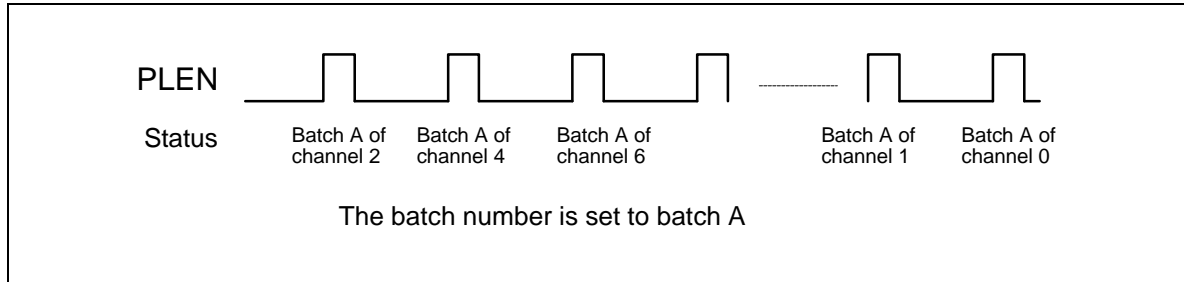 PLEN
Status
Batch A of channel 2
Batch A of channel 4
Batch A of channel 6
Batch A of channel 1
Batch A of channel 0
The batch number is set to batch A